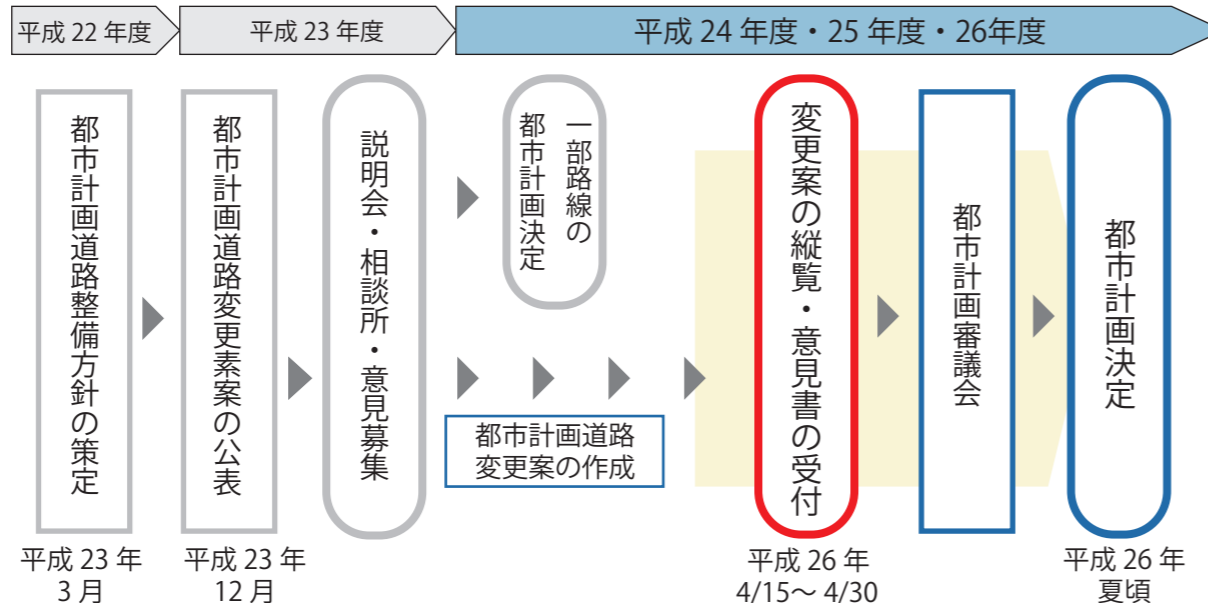 平成 22 年度
平成 23 年度
平成 24 年度・25 年度・26年度
都市計画道路整備方針の策定
都市計画道路変更素案の公表
説明会・相談所・意見募集
一部路線の
都市計画決定
都市計画道路
変更案の作成
変更案の縦覧・意見書の受付
都市計画審議会
都市計画決定
平成 23 年
3 月
平成 23 年
12 月
平成 26 年
4/15〜 4/30
平成 26 年
夏頃